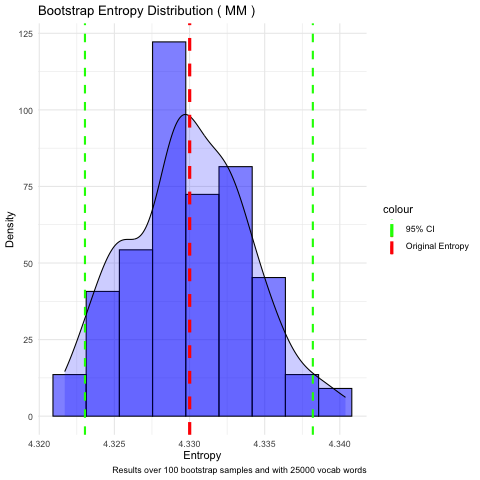 Bootstrap Entropy Distribution ( MM )
125
100
75
50
25
0
Density
4.320
4.325
4.330
4.335
4.340
Entropy
Results over 100 bootstrap samples and with 25000 vocab words
colour
95% CI
Original Entropy